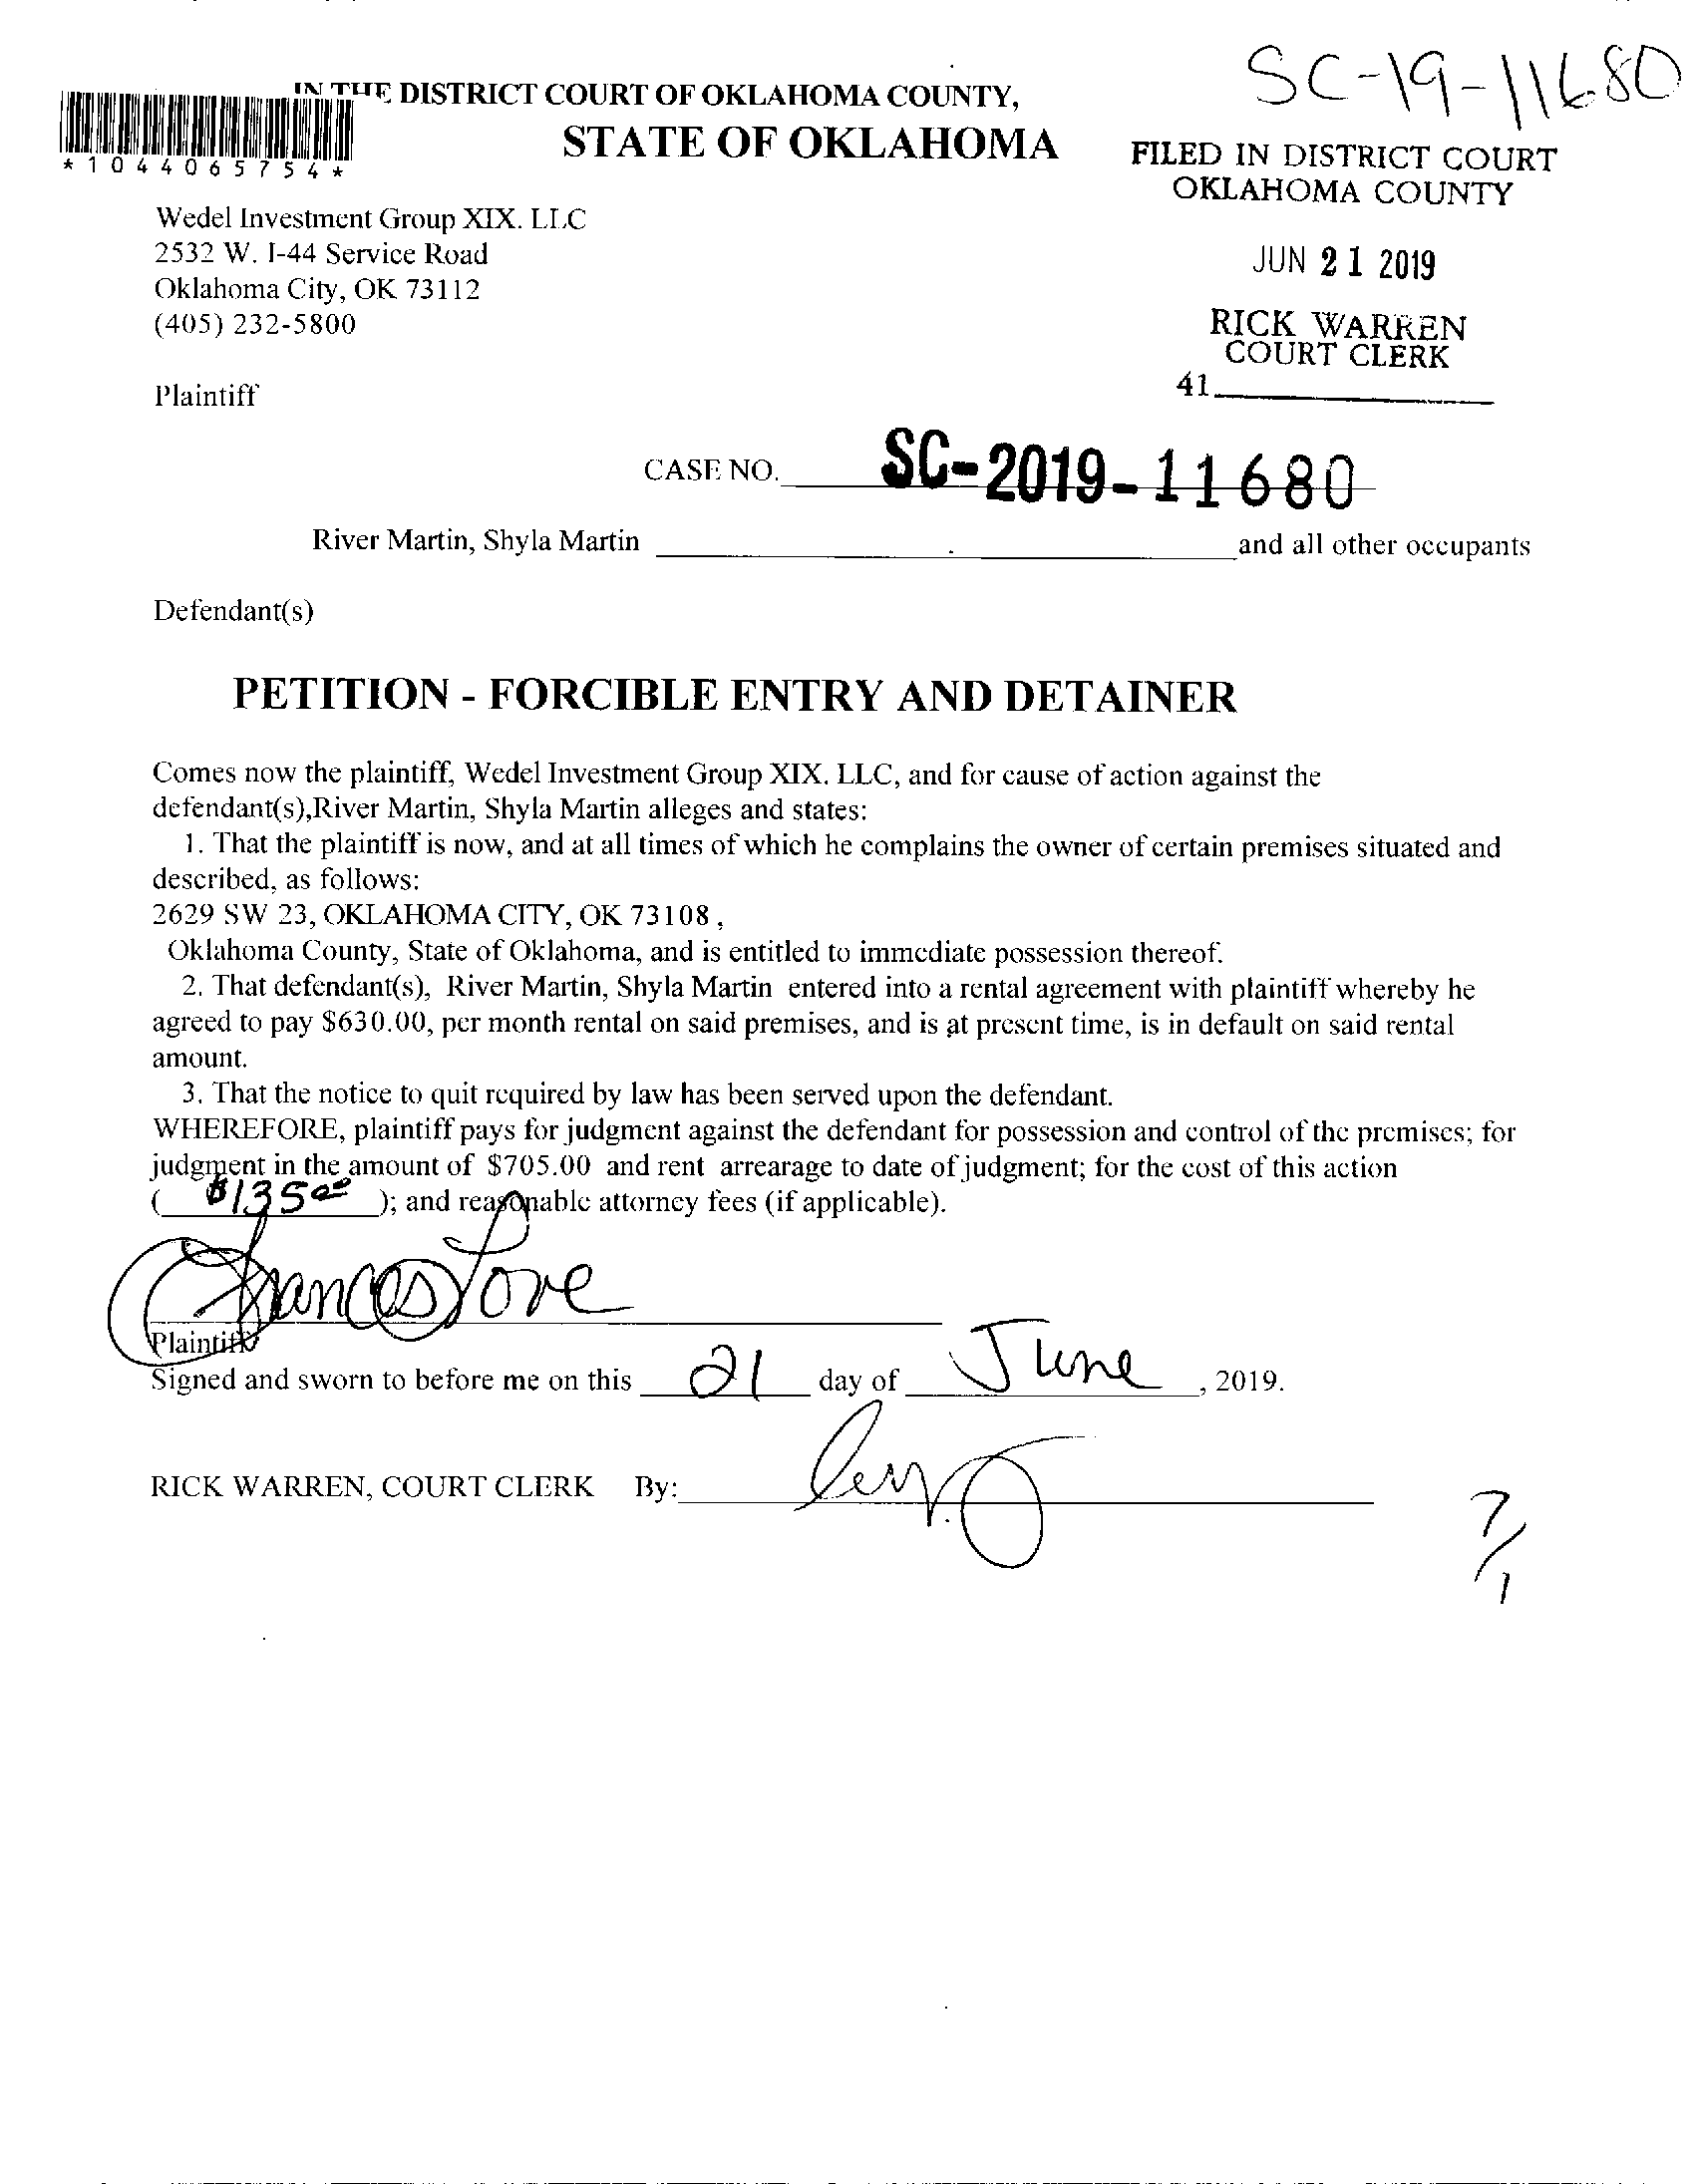 SC-19-11680
IN THE DISTRICT COURT OF OKLAHOMA COUNTY,
STATE OF OKLAHOMA
*1044065754*
FILED IN DISTRICT COURT
OKLAHOMA COUNTY
JUN 21 2019
RICK WARREN
COURT CLERK
41
Wedel Investment Group XIX. LLC
2532 W. I-44 Service Road
Oklahoma City, OK 73112
(405) 232-5800
Plaintiff
CASE NO. SC-2019-11680
River Martin, Shyla Martin and all other occupants
Defendant(s)
PETITION - FORCIBLE ENTRY AND DETAINER
Comes now the plaintiff, Wedel Investment Group XIX. LLC, and for cause of action against the
defendant(s),River Martin, Shyla Martin alleges and states:
1. That the plaintiff is now, and at all times of which he complains the owner of certain premises situated and
described, as follows:
2629 SW 23, OKLAHOMA CITY, OK 73108 ,
Oklahoma County, State of Oklahoma, and is entitled to immediate possession thereof.
2. That defendant(s), River Martin, Shyla Martin entered into a rental agreement with plaintiff whereby he
agreed to pay $630.00, per month rental on said premises, and is at present time, is in default on said rental
amount.
3. That the notice to quit required by law has been served upon the defendant.
WHEREFORE, plaintiff pays for judgment against the defendant for possession and control of the premises; for
judgment in the amount of $705.00 and rent arrearage to date of judgment; for the cost of this action
( $135 00 ); and reasonable attorney fees (if applicable).
Frances Love
Plaintiff
Signed and sworn to before me on this 21 day of June , 2019.
RICK WARREN, COURT CLERK By:
7/1